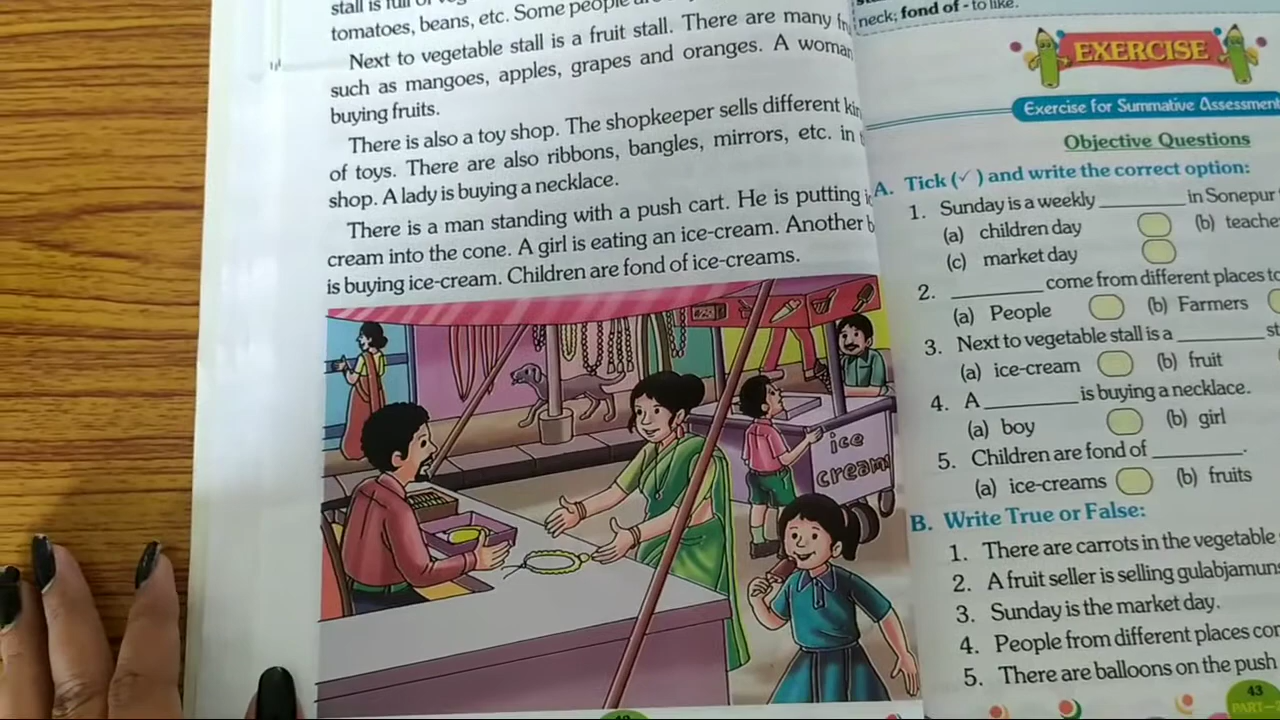 stall is full of
tomatoes, beans, etc. Some people
Next to vegetable stall is a fruit stall. There are many
such as mangoes, apples, grapes and oranges. A woman
buying fruits.
There is also a toy shop. The shopkeeper sells different
of toys. There are also ribbons, bangles, mirrors, etc. in
shop. A lady is buying a necklace.
There is a man standing with a push cart. He is putting
cream into the cone. A girl is eating an ice-cream. Another
is buying ice-cream. Children are fond of ice-creams.
ice
cream
neck; fond of - to like.
EXERCISE
Exercise for Summative Assessment
Objective Questions
A. Tick (✓) and write the correct option:
1. Sunday is a weekly ________ in Sonepur
(a) children day (b)
(c) market day
2. ________ come from different places
(a) People (b) Farmers
3. Next to vegetable stall is a ________
(a) ice-cream (b) fruit
4. A ________ is buying a necklace.
(a) boy (b) girl
5. Children are fond of ________.
(a) ice-creams (b) fruits
B. Write True or False:
1. There are carrots in the vegetable
2. A fruit seller is selling
3. Sunday is the market day.
4. People from different places
5. There are balloons on the push
43
PART